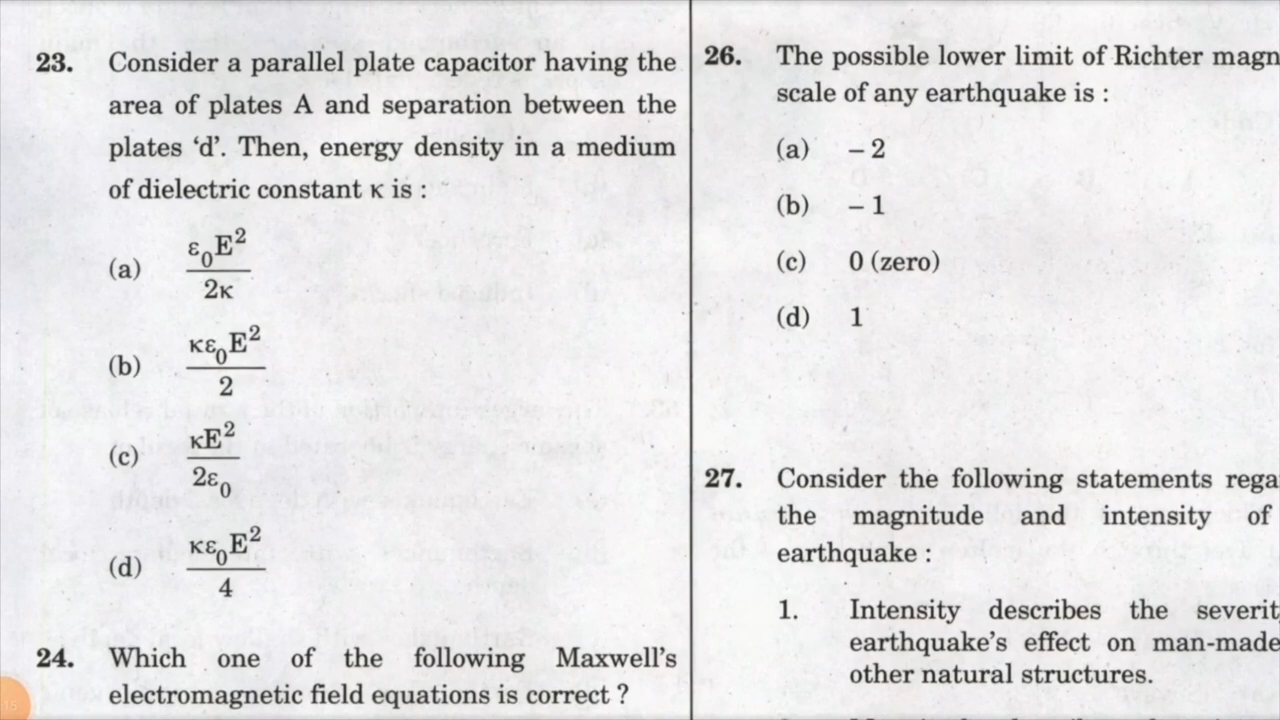 23. Consider a parallel plate capacitor having the
area of plates A and separation between the
plates ‘d’. Then, energy density in a medium
of dielectric constant κ is :
(a) ε₀E²
2κ
(b) κε₀E²
2
(c) κE²
2ε₀
(d) κε₀E²
4
24. Which one of the following Maxwell’s
electromagnetic field equations is correct ?
15
26. The possible lower limit of Richter magn
scale of any earthquake is :
(a) – 2
(b) – 1
(c) 0 (zero)
(d) 1
27. Consider the following statements rega
the magnitude and intensity of
earthquake :
1. Intensity describes the severit
earthquake’s effect on man-made
other natural structures.